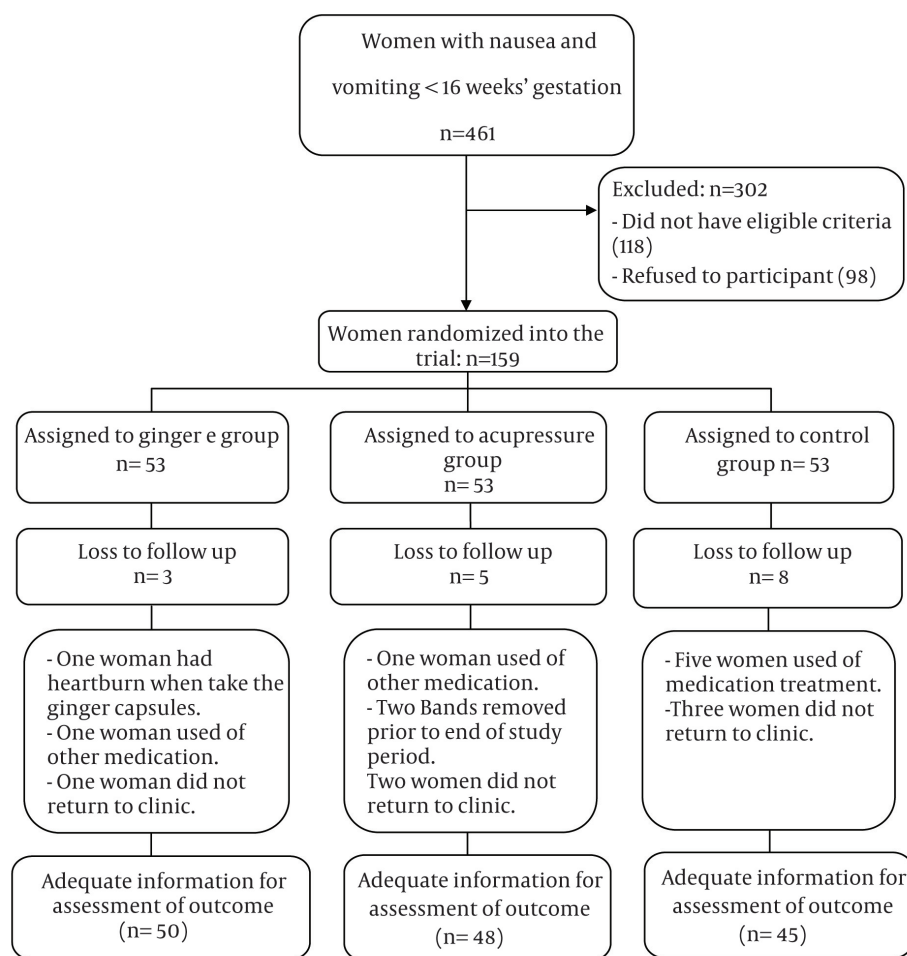 Women with nausea and
vomiting < 16 weeks’ gestation
n=461
Excluded: n=302
- Did not have eligible criteria
(118)
- Refused to participant (98)
Women randomized into the
trial: n=159
Assigned to ginger e group
n= 53
Assigned to acupressure
group
n= 53
Assigned to control
group n= 53
Loss to follow up
n= 3
Loss to follow up
n= 5
Loss to follow up
n= 8
- One woman had
heartburn when take the
ginger capsules.
- One woman used of
other medication.
- One woman did not
return to clinic.
- One woman used of
other medication.
- Two Bands removed
prior to end of study
period.
Two women did not
return to clinic.
- Five women used of
medication treatment.
-Three women did not
return to clinic.
Adequate information for
assessment of outcome
(n= 50)
Adequate information for
assessment of outcome
(n= 48)
Adequate information for
assessment of outcome
(n= 45)